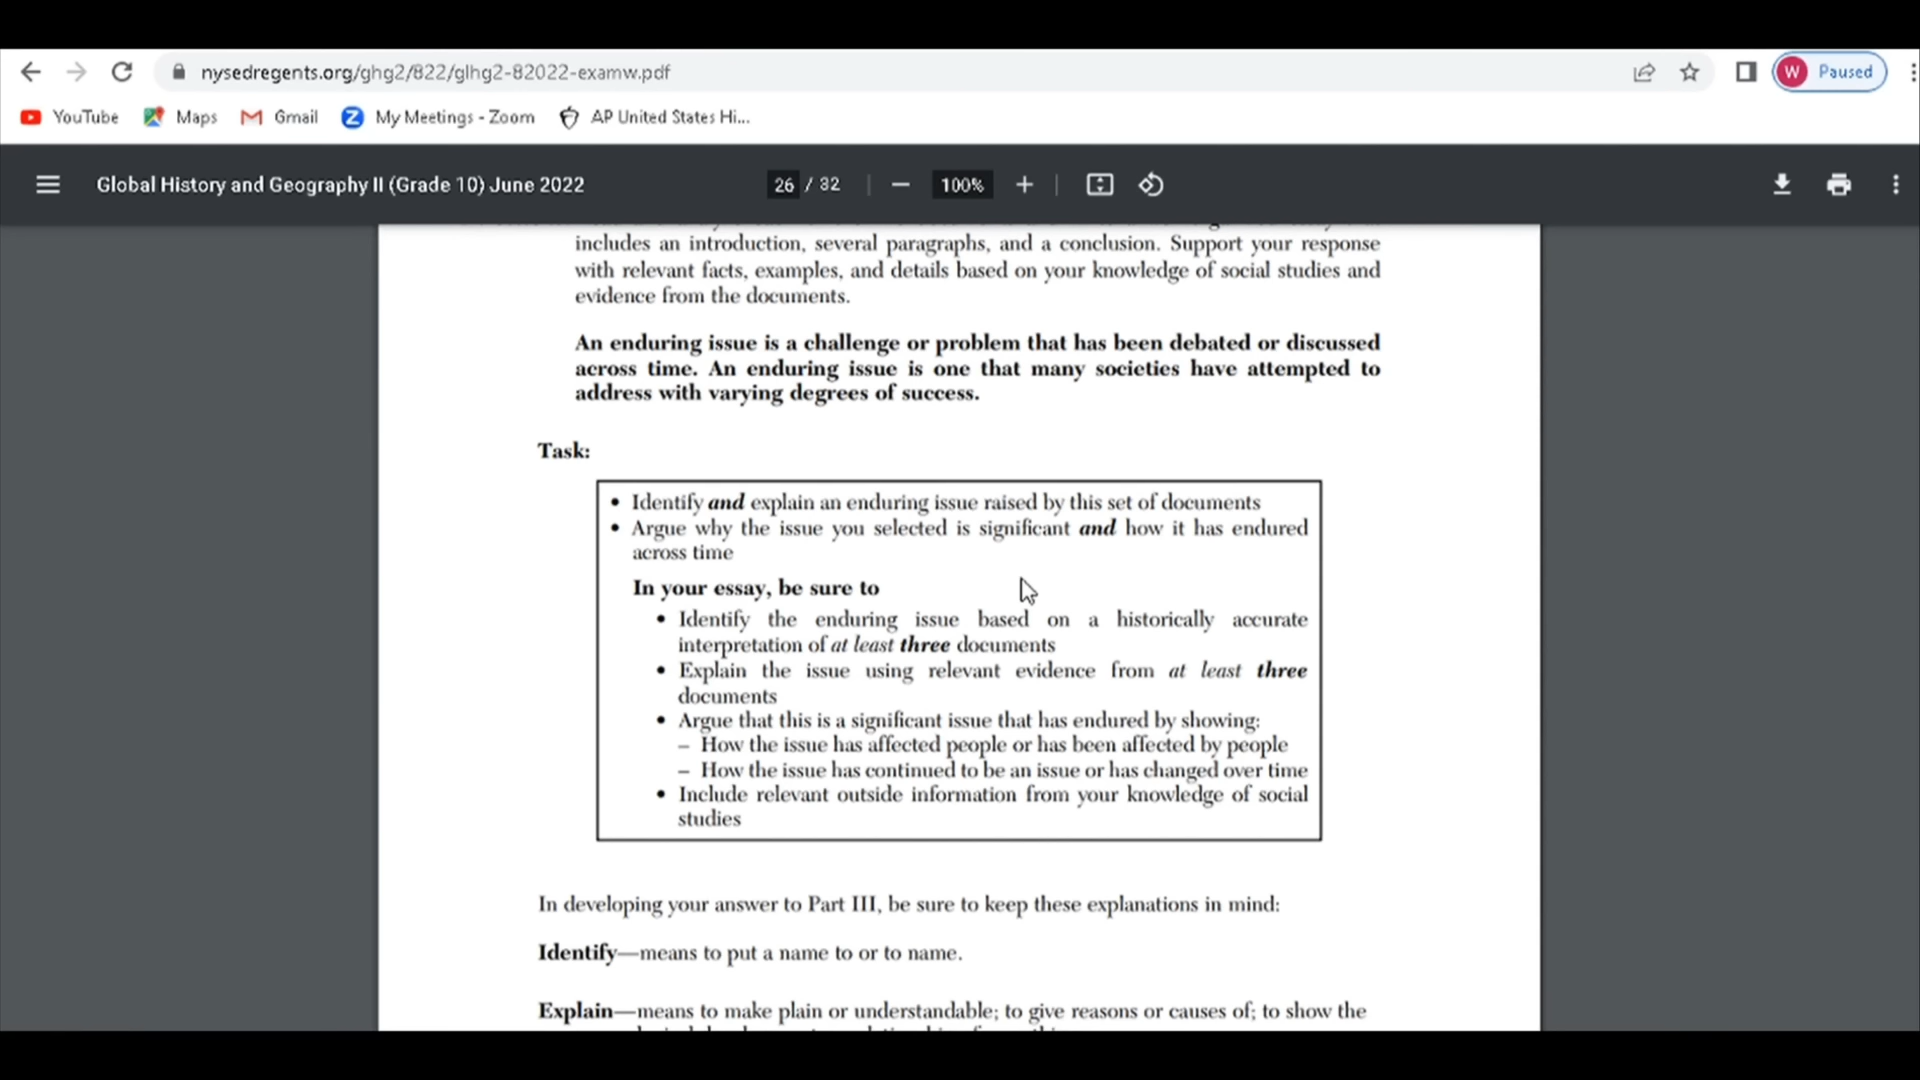 nysedregents.org/ghg2/822/glhg2-82022-examw.pdf
W Paused
YouTube Maps Gmail My Meetings - Zoom AP United States Hi...
Global History and Geography II (Grade 10) June 2022 26 / 32 100%
includes an introduction, several paragraphs, and a conclusion. Support your response
with relevant facts, examples, and details based on your knowledge of social studies and
evidence from the documents.
An enduring issue is a challenge or problem that has been debated or discussed
across time. An enduring issue is one that many societies have attempted to
address with varying degrees of success.
Task:
• Identify and explain an enduring issue raised by this set of documents
• Argue why the issue you selected is significant and how it has endured
across time
In your essay, be sure to
• Identify the enduring issue based on a historically accurate
interpretation of at least three documents
• Explain the issue using relevant evidence from at least three
documents
• Argue that this is a significant issue that has endured by showing:
– How the issue has affected people or has been affected by people
– How the issue has continued to be an issue or has changed over time
• Include relevant outside information from your knowledge of social
studies
In developing your answer to Part III, be sure to keep these explanations in mind:
Identify—means to put a name to or to name.
Explain—means to make plain or understandable; to give reasons or causes of; to show the